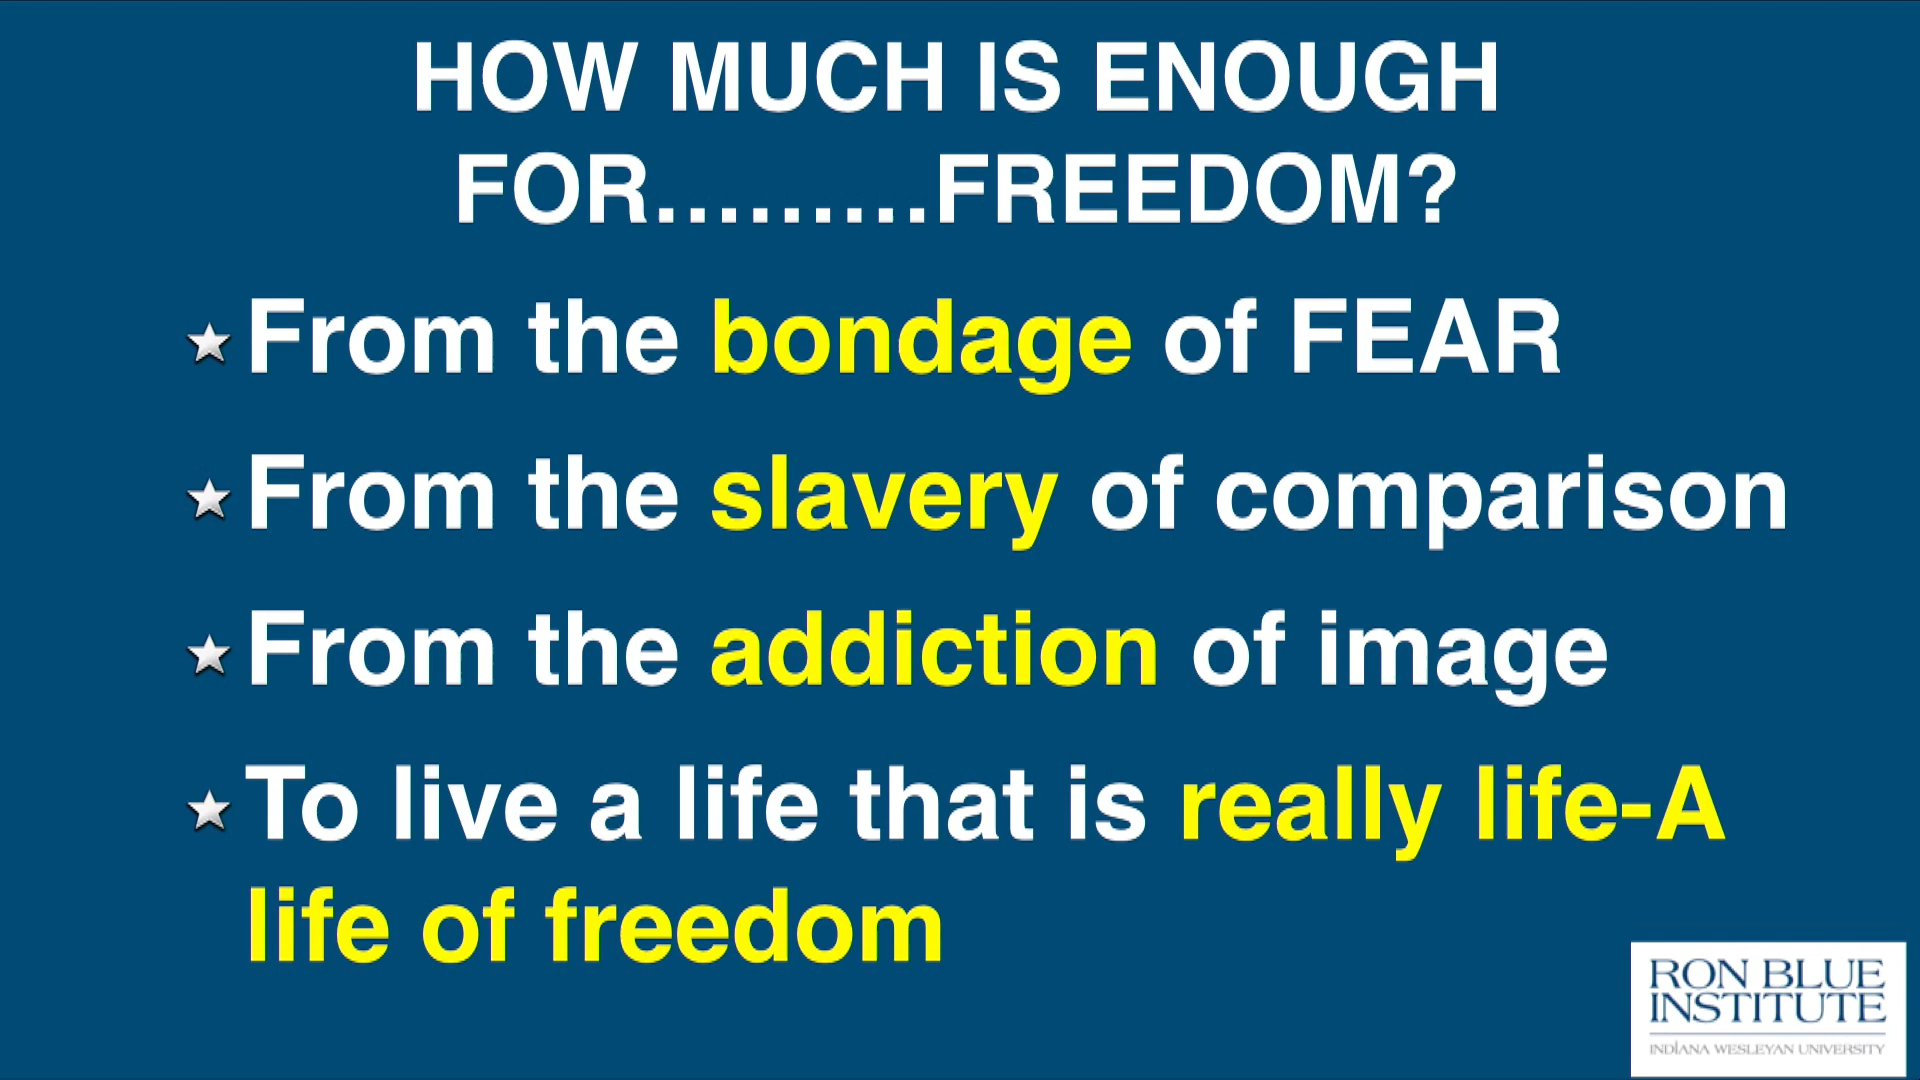 HOW MUCH IS ENOUGH
FOR.........FREEDOM?
From the bondage of FEAR
From the slavery of comparison
From the addiction of image
To live a life that is really life-A
life of freedom
RON BLUE
INSTITUTE
INDIANA WESLEYAN UNIVERSITY